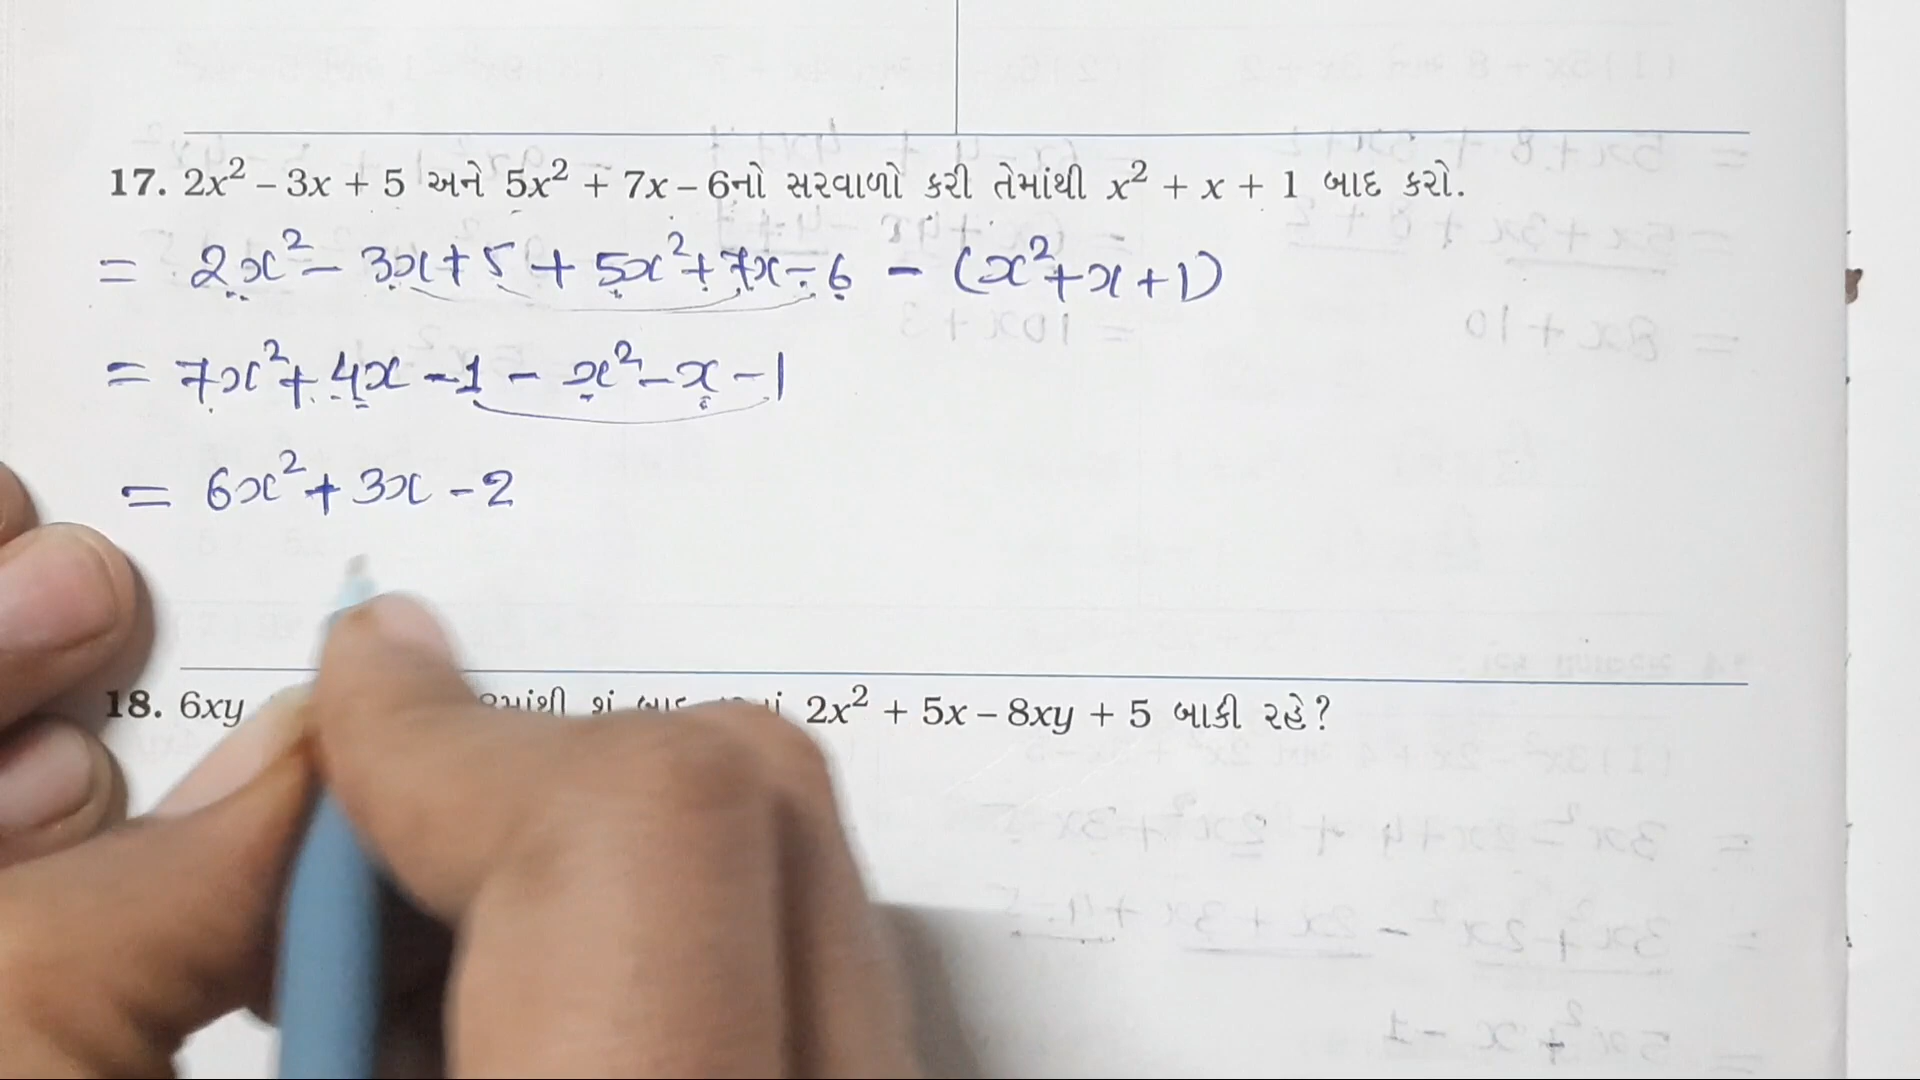 17. 2x² – 3x + 5 અને 5x² + 7x – 6નો સરવાળો કરી તેમાંથી x² + x + 1 બાદ કરો.
= 2x² – 3x + 5 + 5x² + 7x – 6 – (x² + x + 1)
= 7x² + 4x – 1 – x² – x – 1
= 6x² + 3x – 2
18. 6xy 2x² + 5x – 8xy + 5 બાકી રહે?